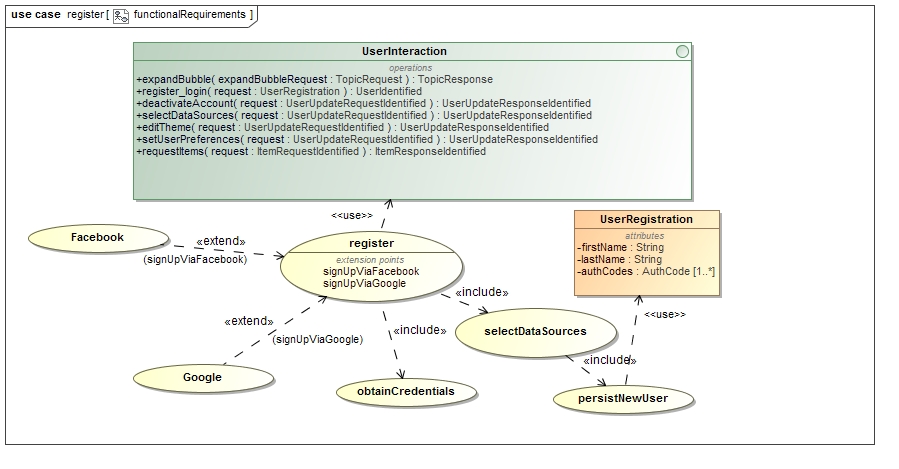 use case register [ functionalRequirements ]
UserInteraction
operations
+expandBubble( expandBubbleRequest : TopicRequest ) : TopicResponse
+register_login( request : UserRegistration ) : UserIdentified
+deactivateAccount( request : UserUpdateRequestIdentified ) : UserUpdateResponseIdentified
+selectDataSources( request : UserUpdateRequestIdentified ) : UserUpdateResponseIdentified
+editTheme( request : UserUpdateRequestIdentified ) : UserUpdateResponseIdentified
+setUserPreferences( request : UserUpdateRequestIdentified ) : UserUpdateResponseIdentified
+requestItems( request : ItemRequestIdentified ) : ItemResponseIdentified
<<use>>
UserRegistration
attributes
-firstName : String
-lastName : String
-authCodes : AuthCode [1..*]
Facebook
«extend»
(signUpViaFacebook)
register
extension points
signUpViaFacebook
signUpViaGoogle
«include»
<<use>>
«extend»
(signUpViaGoogle)
«include»
selectDataSources
«include»
Google
obtainCredentials
persistNewUser